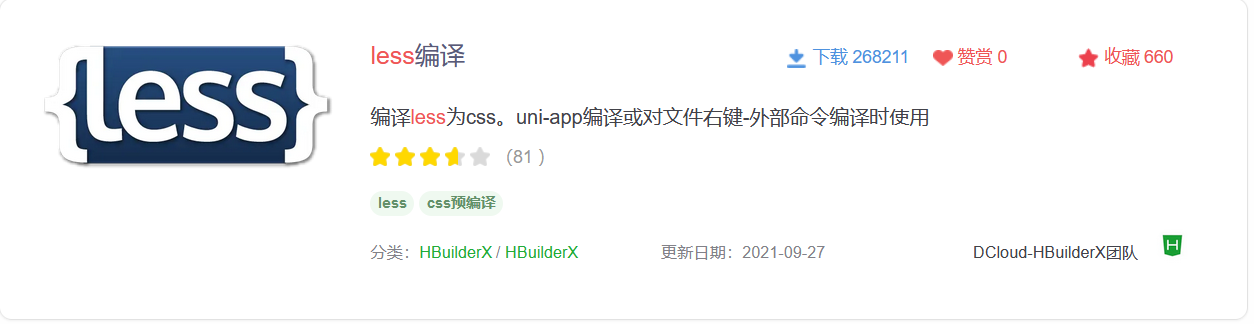 {less}
less编译 下载 268211 赞赏 0 收藏 660
编译less为css。uni-app编译或对文件右键-外部命令编译时使用
（81 ）
less css预编译
分类：HBuilderX / HBuilderX 更新日期：2021-09-27 DCloud-HBuilderX团队 H